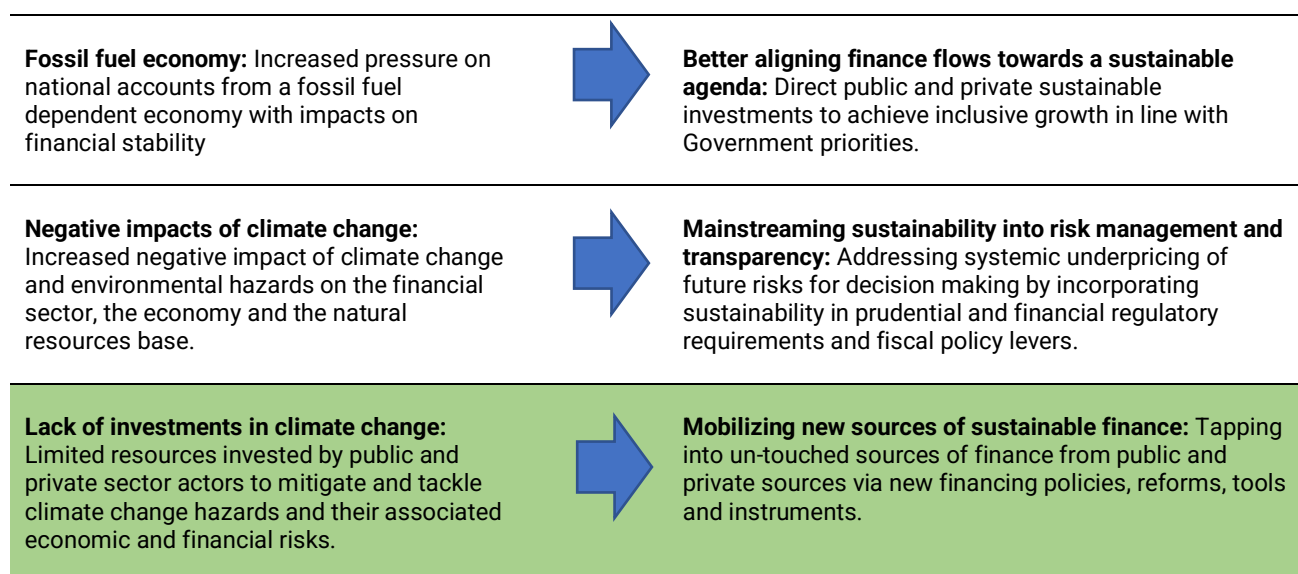 Fossil fuel economy: Increased pressure on
national accounts from a fossil fuel
dependent economy with impacts on
financial stability
Better aligning finance flows towards a sustainable
agenda: Direct public and private sustainable
investments to achieve inclusive growth in line with
Government priorities.
Negative impacts of climate change:
Increased negative impact of climate change
and environmental hazards on the financial
sector, the economy and the natural
resources base.
Mainstreaming sustainability into risk management and
transparency: Addressing systemic underpricing of
future risks for decision making by incorporating
sustainability in prudential and financial regulatory
requirements and fiscal policy levers.
Lack of investments in climate change:
Limited resources invested by public and
private sector actors to mitigate and tackle
climate change hazards and their associated
economic and financial risks.
Mobilizing new sources of sustainable finance: Tapping
into un-touched sources of finance from public and
private sources via new financing policies, reforms, tools
and instruments.